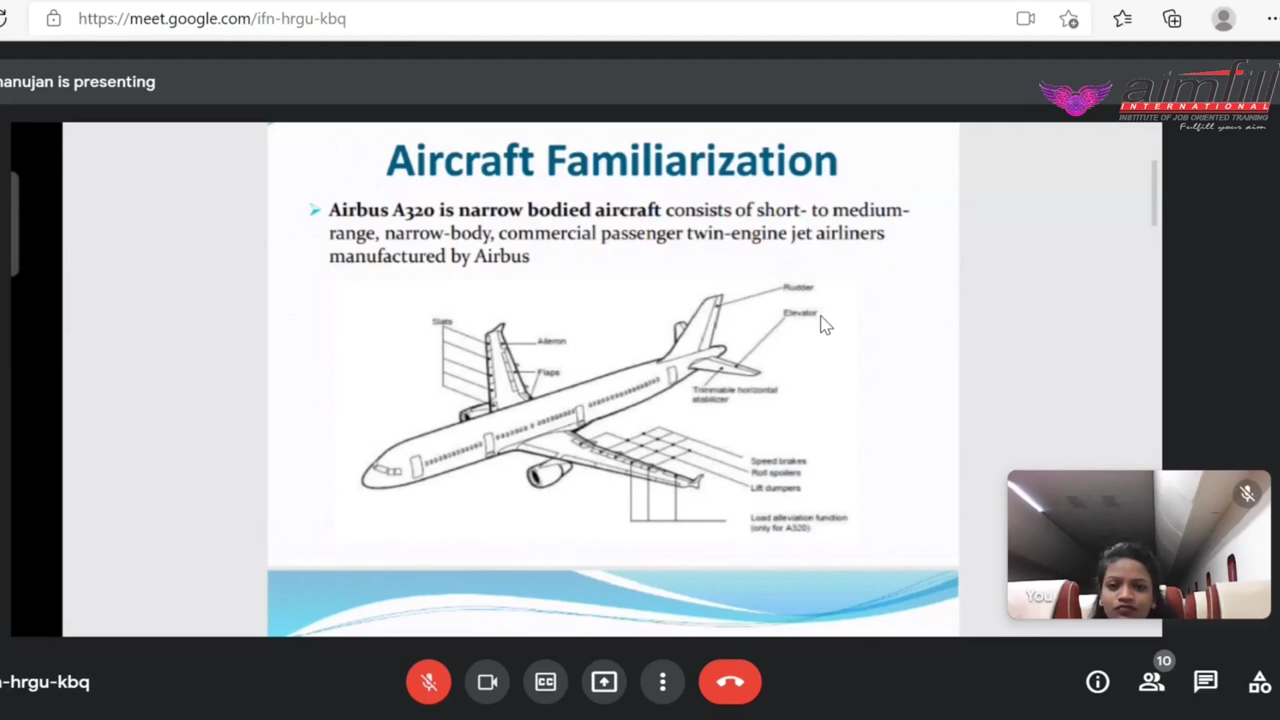 https://meet.google.com/ifn-hrgu-kbq
nanujan is presenting
aimfill
INTERNATIONAL
INSTITUTE OF JOB ORIENTED TRAINING
Fulfill your aim
Aircraft Familiarization
Airbus A320 is narrow bodied aircraft consists of short- to medium-
range, narrow-body, commercial passenger twin-engine jet airliners
manufactured by Airbus
Rudder
Elevator
Slats
Aileron
Flaps
Trimmable horizontal
stabilizer
Speed brakes
Roll spoilers
Lift dumpers
Load alleviation function
(only for A320)
You
n-hrgu-kbq
CC
10